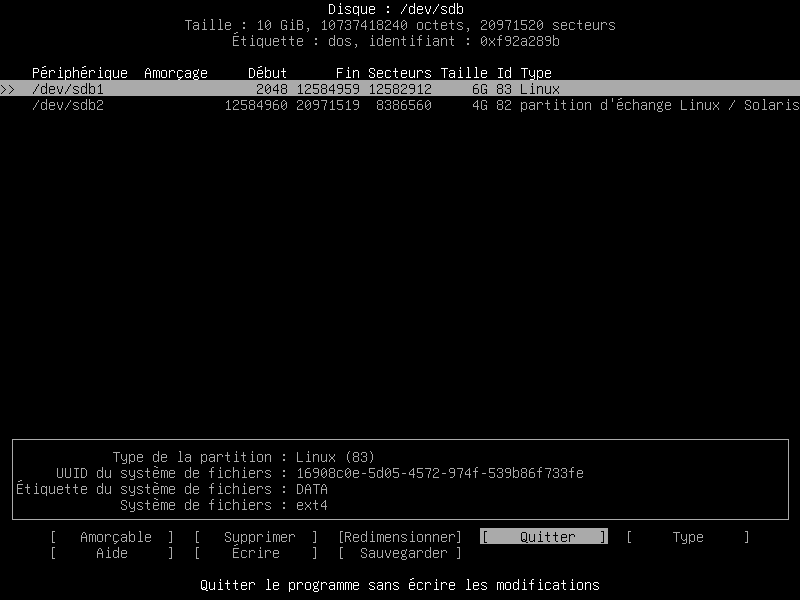 Disque : /dev/sdb
Taille : 10 GiB, 10737418240 octets, 20971520 secteurs
Étiquette : dos, identifiant : 0xf92a289b
Périphérique Amorçage Début Fin Secteurs Taille Id Type
>> /dev/sdb1 2048 12584959 12582912 6G 83 Linux
/dev/sdb2 12584960 20971519 8386560 4G 82 partition d'échange Linux / Solaris
Type de la partition : Linux (83)
UUID du système de fichiers : 16908c0e-5d05-4572-974f-539b86f733fe
Étiquette du système de fichiers : DATA
Système de fichiers : ext4
[ Amorçable ] [ Supprimer ] [Redimensionner] [ Quitter ] [ Type ]
[ Aide ] [ Écrire ] [ Sauvegarder ]
Quitter le programme sans écrire les modifications